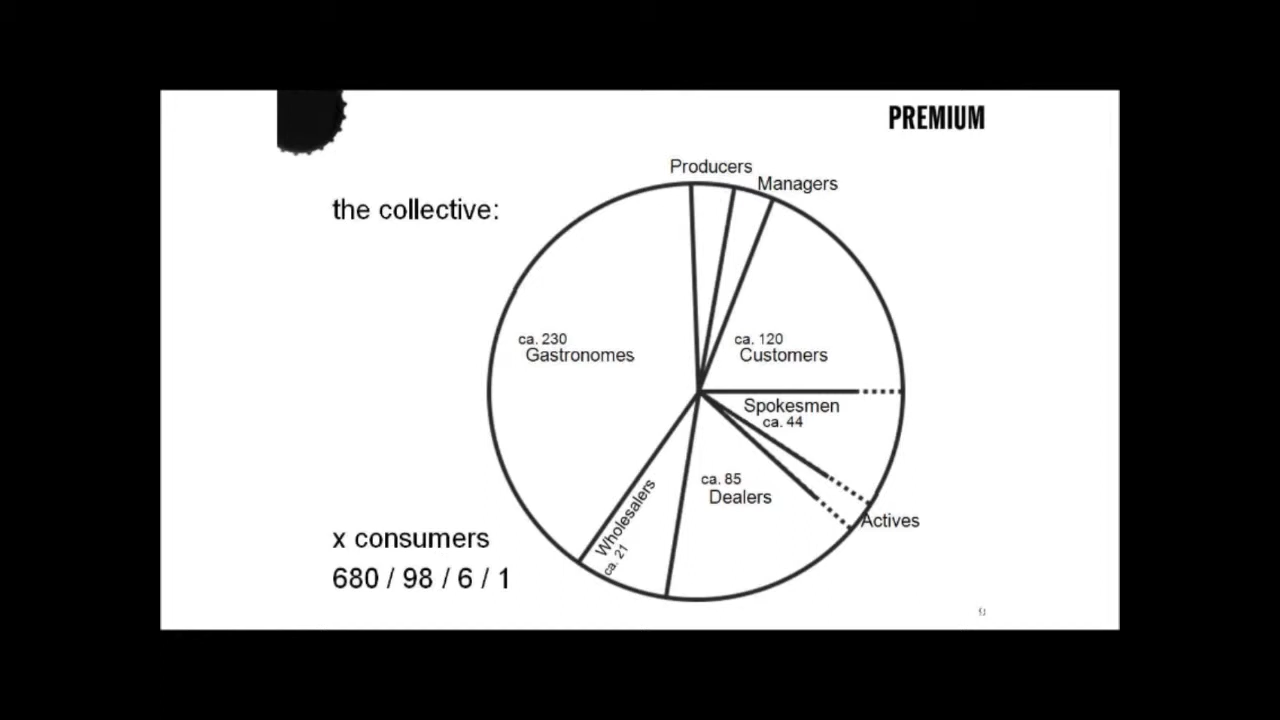 PREMIUM
the collective:
Producers
Managers
ca. 230
Gastronomes
ca. 120
Customers
Spokesmen
ca. 44
ca. 85
Dealers
Wholesalers
ca. 21
Actives
x consumers
680 / 98 / 6 / 1